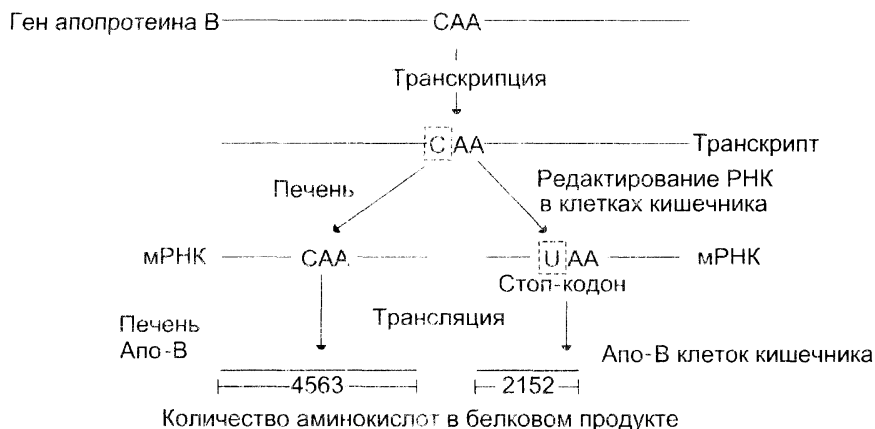 Ген апопротеина В CAA
Транскрипция
CAA Транскрипт
Печень
Редактирование РНК
в клетках кишечника
мРНК CAA UAA мРНК
Стоп-кодон
Трансляция
Печень
Апо-В
Апо-В клеток кишечника
4563 2152
Количество аминокислот в белковом продукте